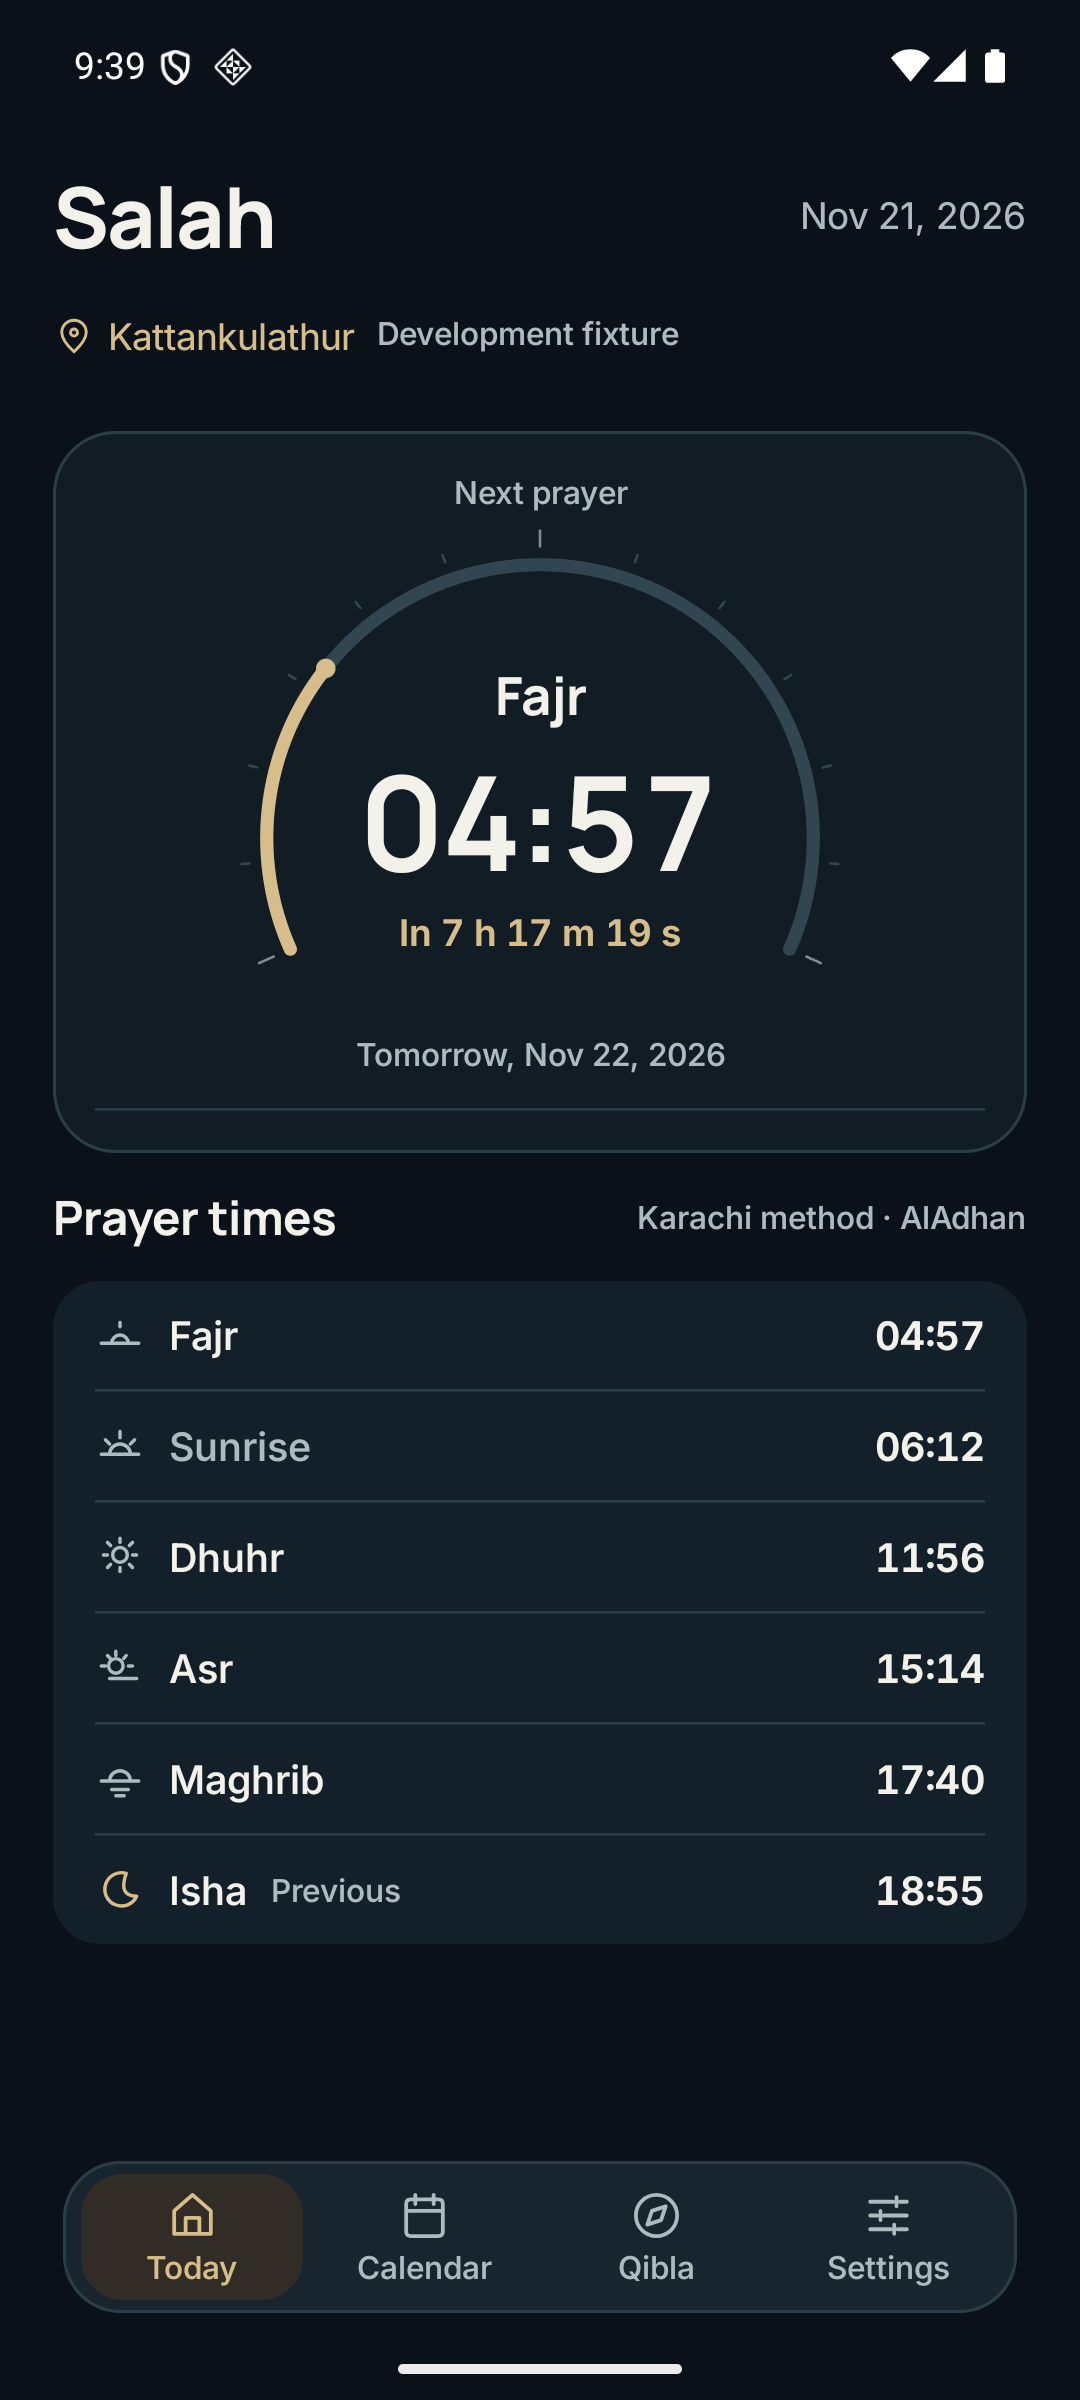 9:39
Salah
Nov 21, 2026
Kattankulathur Development fixture
Next prayer
Fajr
04:57
In 7 h 17 m 19 s
Tomorrow, Nov 22, 2026
Prayer times
Karachi method · AlAdhan
Fajr 04:57
Sunrise 06:12
Dhuhr 11:56
Asr 15:14
Maghrib 17:40
Isha Previous 18:55
Today Calendar Qibla Settings